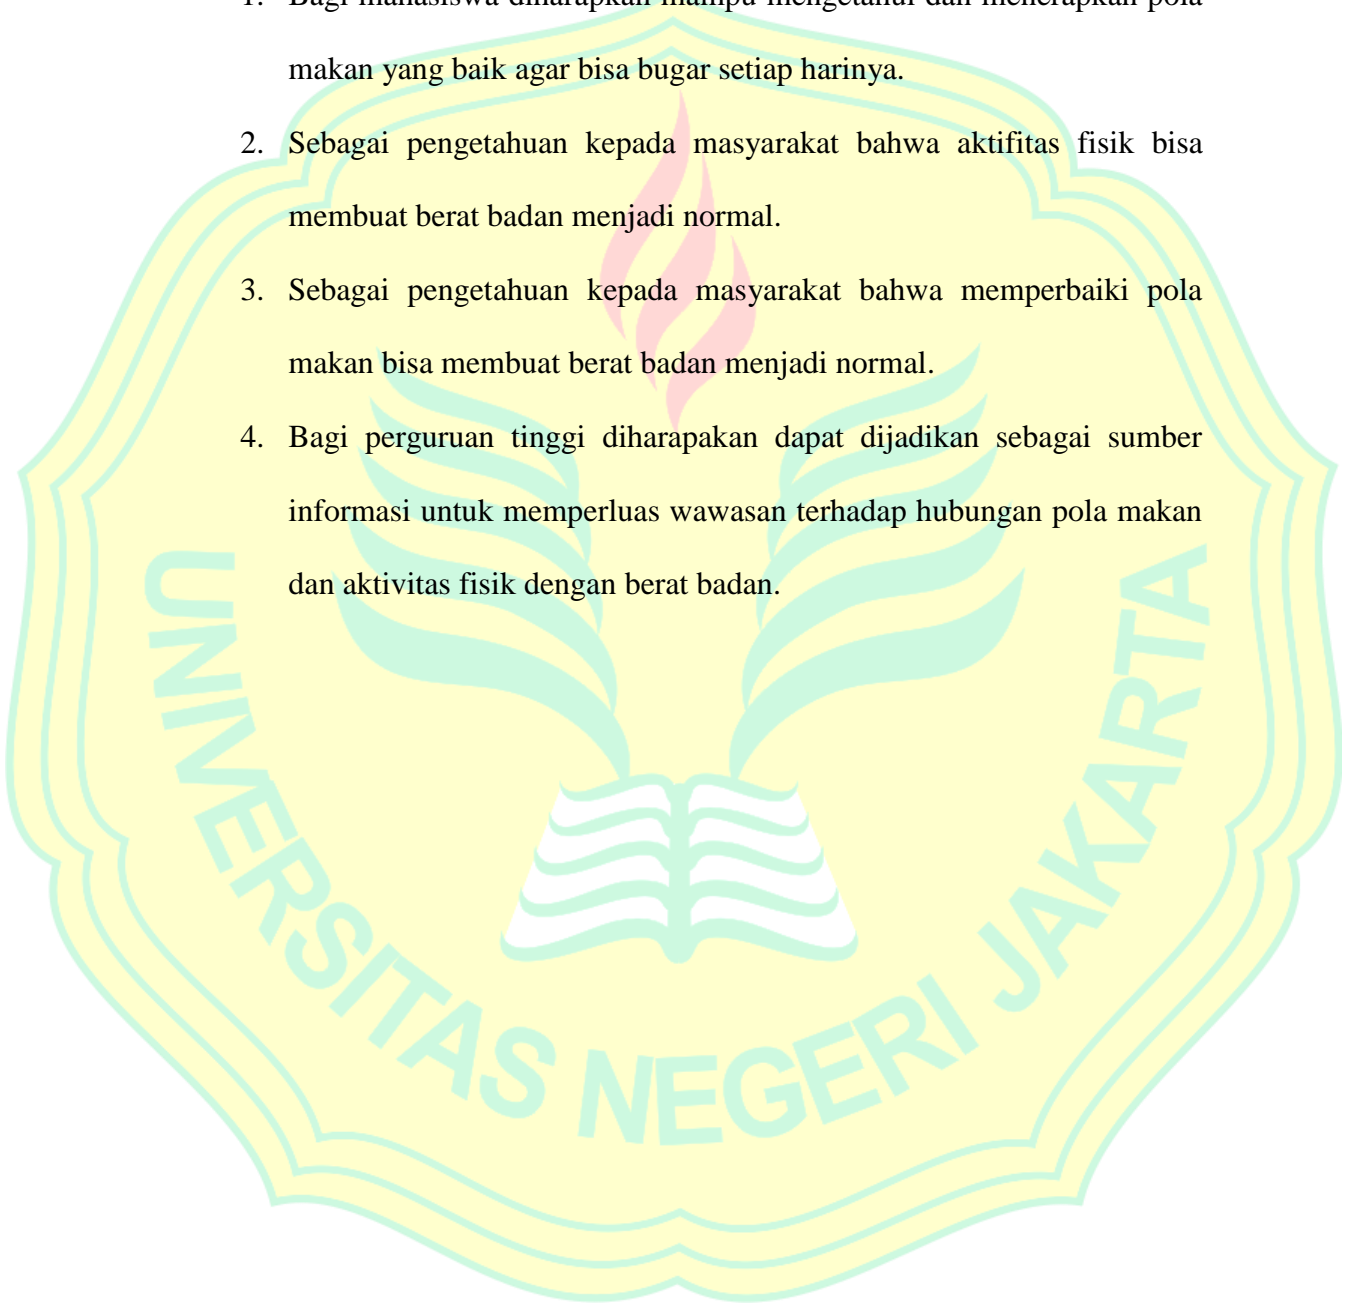 1. Bagi mahasiswa diharapkan mampu mengetahui dan menerapkan pola
makan yang baik agar bisa bugar setiap harinya.
2. Sebagai pengetahuan kepada masyarakat bahwa aktifitas fisik bisa
membuat berat badan menjadi normal.
3. Sebagai pengetahuan kepada masyarakat bahwa memperbaiki pola
makan bisa membuat berat badan menjadi normal.
4. Bagi perguruan tinggi diharapakan dapat dijadikan sebagai sumber
informasi untuk memperluas wawasan terhadap hubungan pola makan
dan aktivitas fisik dengan berat badan.
UNIVERSITAS NEGERI JAKARTA